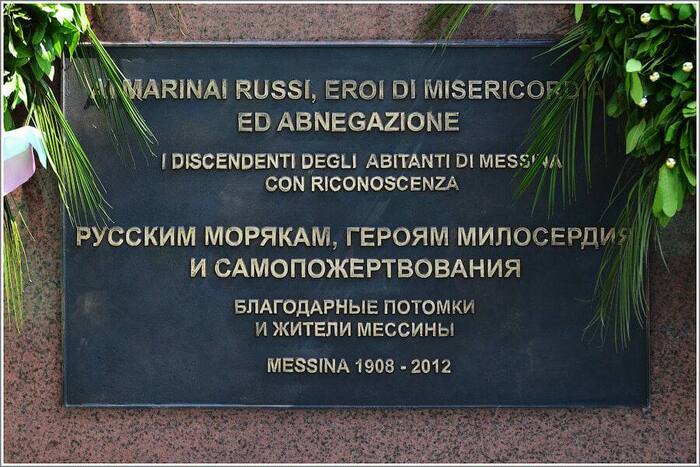 AI MARINAI RUSSI, EROI DI MISERICORDIA
ED ABNEGAZIONE
I DISCENDENTI DEGLI ABITANTI DI MESSINA
CON RICONOSCENZA
РУССКИМ МОРЯКАМ, ГЕРОЯМ МИЛОСЕРДИЯ
И САМОПОЖЕРТВОВАНИЯ
БЛАГОДАРНЫЕ ПОТОМКИ
И ЖИТЕЛИ МЕССИНЫ
MESSINA 1908 - 2012